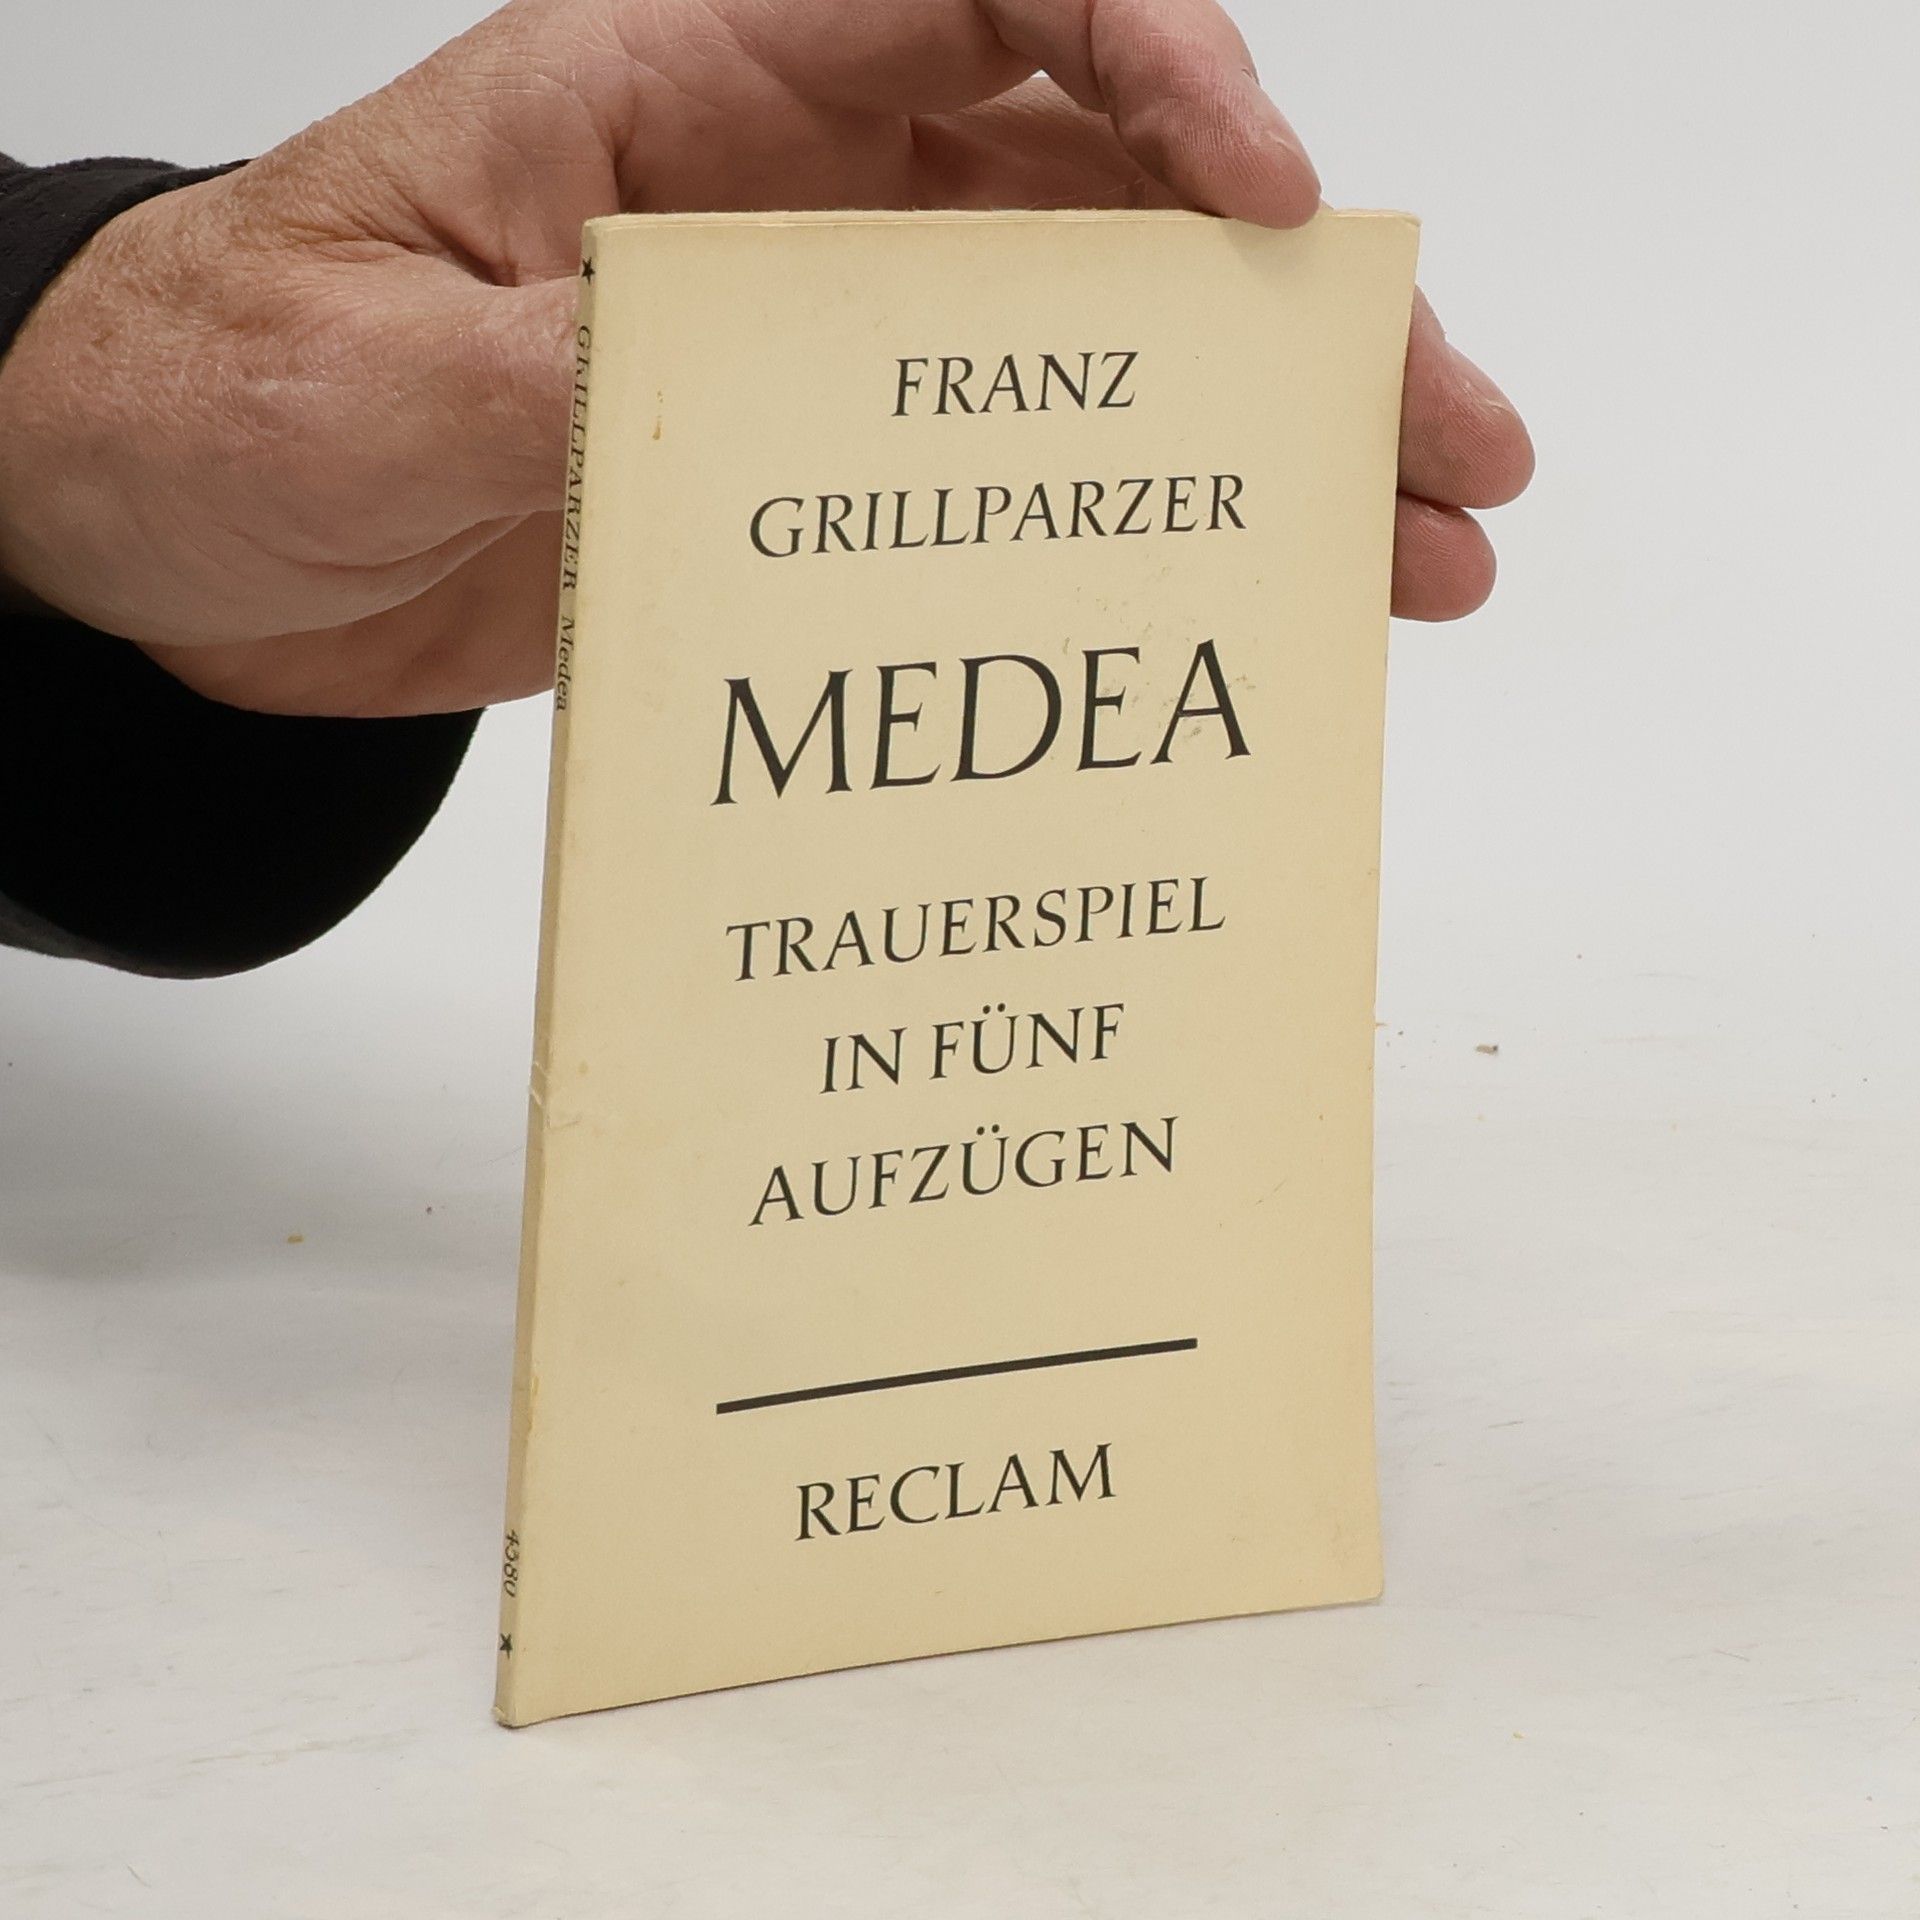 FRANZ
GRILLPARZER
MEDEA
TRAUERSPIEL
IN FÜNF
AUFZÜGEN
RECLAM
★ GRILLPARZER Medea 4380 ★